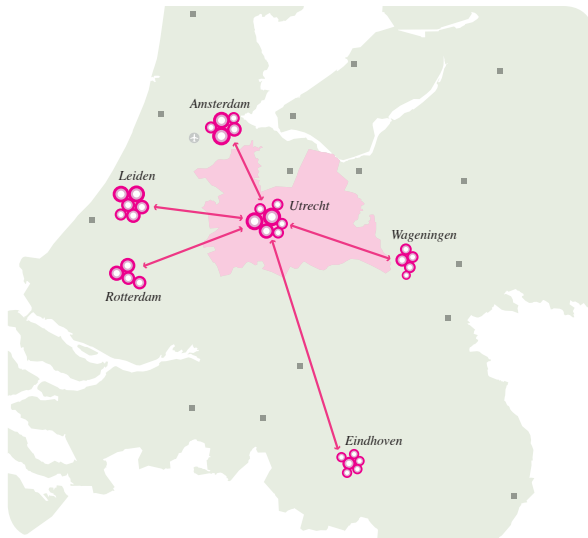 Amsterdam
Leiden
Utrecht
Wageningen
Rotterdam
Eindhoven